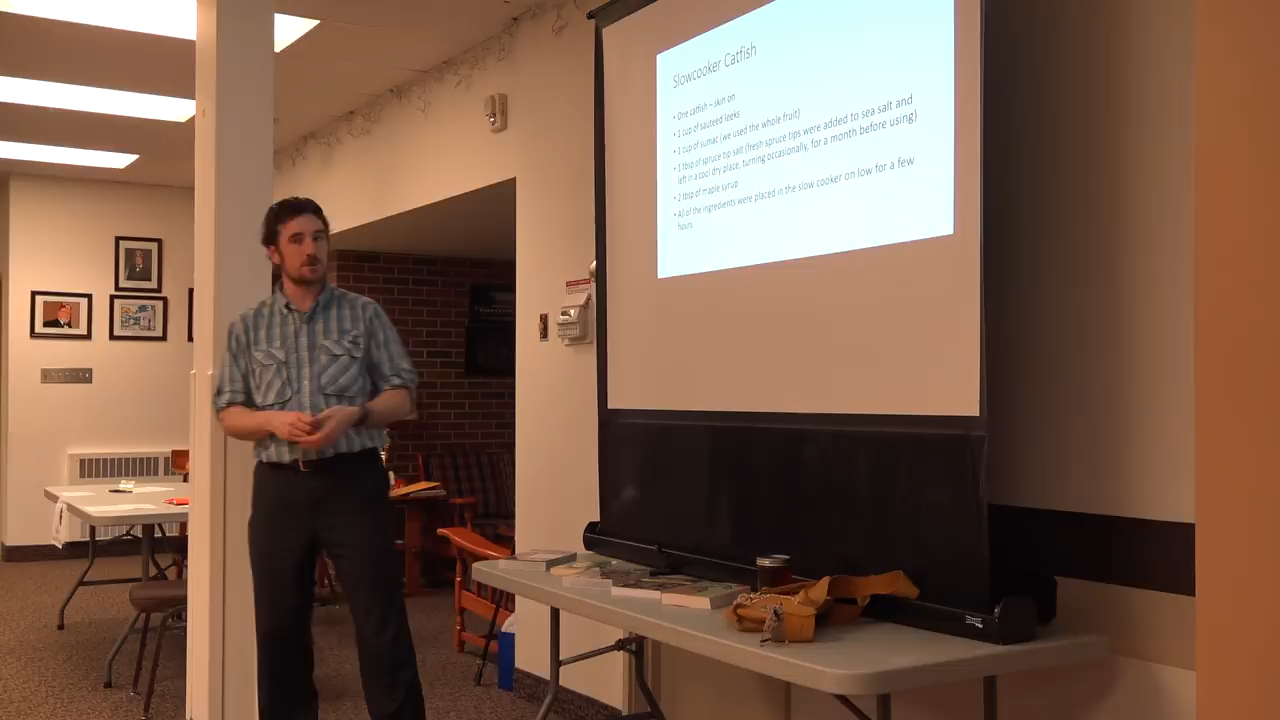 Slowcooker Catfish
• One catfish – skin on
• 1 cup of sauteed leeks
• 1 cup of sumac (we used the whole fruit)
• 1 tbsp of spruce tip salt (fresh spruce tips were added to sea salt and
left in a cool dry place, turning occasionally, for a month before using)
• 2 tbsp of maple syrup
• All of the ingredients were placed in the slow cooker on low for a few
hours